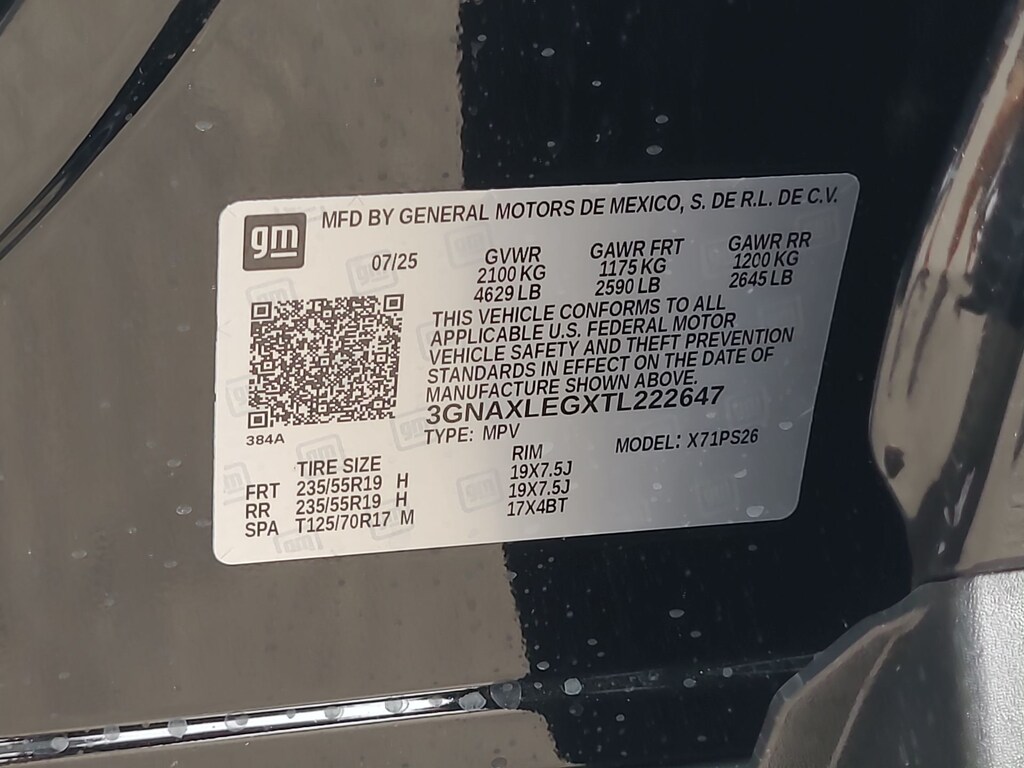 gm
MFD BY GENERAL MOTORS DE MEXICO, S. DE R.L. DE C.V.
07/25
GVWR GAWR FRT GAWR RR
2100 KG 1175 KG 1200 KG
4629 LB 2590 LB 2645 LB
THIS VEHICLE CONFORMS TO ALL
APPLICABLE U.S. FEDERAL MOTOR
VEHICLE SAFETY AND THEFT PREVENTION
STANDARDS IN EFFECT ON THE DATE OF
MANUFACTURE SHOWN ABOVE.
3GNAXLEGXTL222647
384A
TYPE: MPV MODEL: X71PS26
TIRE SIZE RIM
FRT 235/55R19 H 19X7.5J
RR 235/55R19 H 19X7.5J
SPA T125/70R17 M 17X4BT